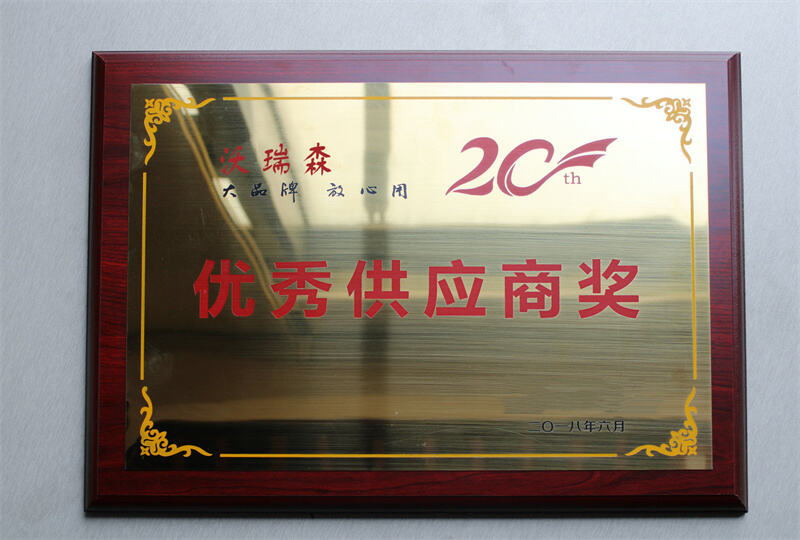 沃瑞森
大品牌 放心用
20th
优秀供应商奖
二〇一八年六月